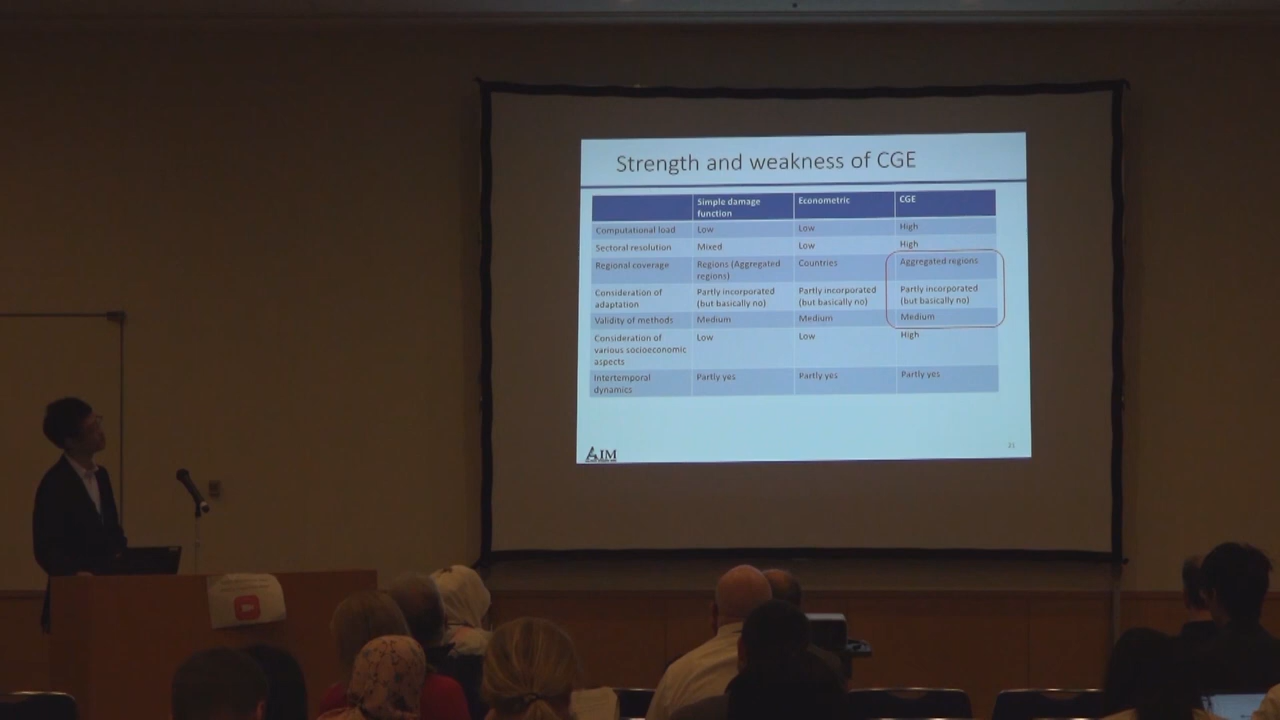 Strength and weakness of CGE
Simple damage function Econometric CGE
Computational load Low Low High
Sectoral resolution Mixed Low High
Regional coverage Regions (Aggregated regions) Countries Aggregated regions
Consideration of adaptation Partly incorporated (but basically no) Partly incorporated (but basically no) Partly incorporated (but basically no)
Validity of methods Medium Medium Medium
Consideration of various socioeconomic aspects Low Low High
Intertemporal dynamics Partly yes Partly yes Partly yes
AIM